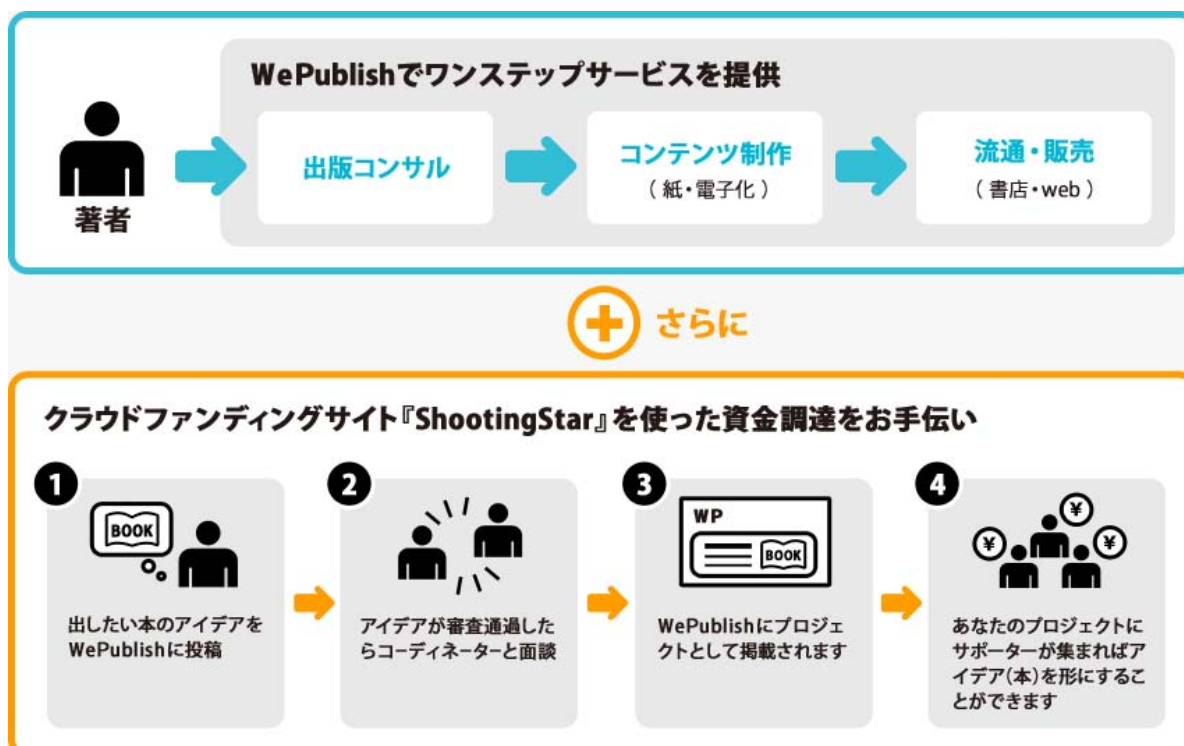 WePublishでワンステップサービスを提供
著者
出版コンサル
コンテンツ制作
（紙・電子化）
流通・販売
（書店・web）
さらに
クラウドファンディングサイト『ShootingStar』を使った資金調達をお手伝い
1
BOOK
出したい本のアイデアを
WePublishに投稿
2
アイデアが審査通過した
らコーディネーターと面談
3
WP
BOOK
WePublishにプロジェ
クトとして掲載されます
4
¥
¥ ¥
あなたのプロジェクトに
サポーターが集まればア
イデア（本）を形にするこ
とができます